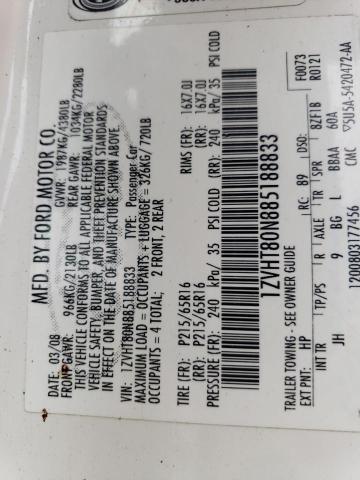 MFD. BY FORD MOTOR CO.
DATE: 03/08 GVWR: 1987KG/4380LB
FRONT GAWR: 966KG/2130LB REAR GAWR: 1034KG/2280LB
THIS VEHICLE CONFORMS TO ALL APPLICABLE FEDERAL MOTOR
VEHICLE SAFETY, BUMPER, AND THEFT PREVENTION STANDARDS
IN EFFECT ON THE DATE OF MANUFACTURE SHOWN ABOVE.
VIN: 1ZVHT80N885188833 TYPE: Passenger Car
MAXIMUM LOAD = OCCUPANTS + LUGGAGE = 326KG/ 720LB
OCCUPANTS = 4 TOTAL: 2 FRONT, 2 REAR
TIRE (FR): P215/65R16 RIMS (FR): 16X7.0J
(RR): P215/65R16 (RR): 16X7.0J
PRESSURE (FR): 240 kPa/ 35 PSI COLD (RR): 240 kPa/ 35 PSI COLD
1ZVHT80N885188833
TRAILER TOWING - SEE OWNER GUIDE F0073
R0121
EXT PNT: HP RC: 89 DSO:
INT TR TP/PS R AXLE TR 8ZF1B
JH 9 BG L BBAA 60A
1200803177456 CMC 5U5A-5420472-AA